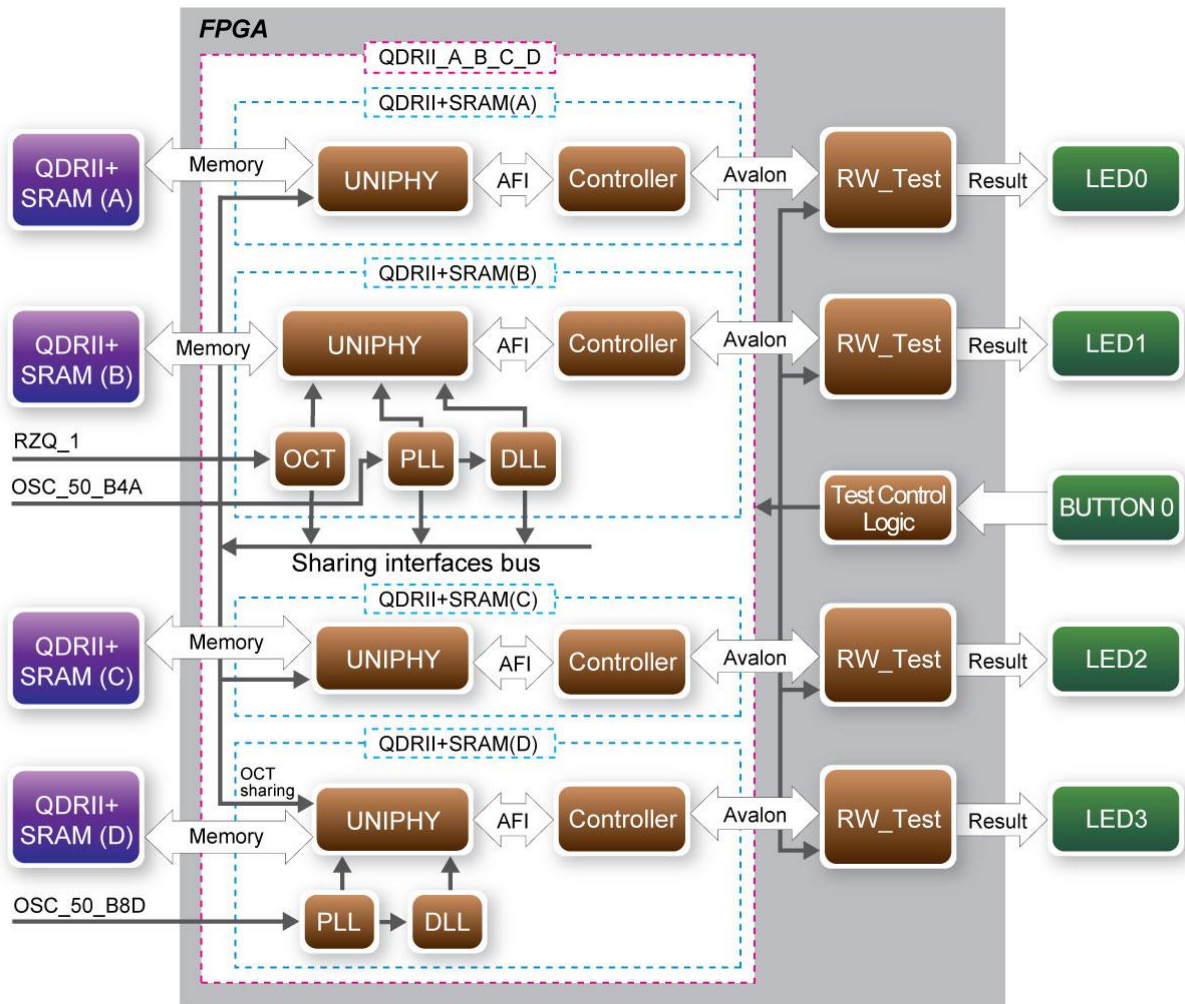 FPGA
QDRII_A_B_C_D
QDRII+SRAM(A)
QDRII+
SRAM (A)
Memory
UNIPHY
AFI
Controller
Avalon
RW_Test
Result
LED0
QDRII+SRAM(B)
QDRII+
SRAM (B)
Memory
UNIPHY
AFI
Controller
Avalon
RW_Test
Result
LED1
RZQ_1
OCT
PLL
DLL
OSC_50_B4A
Test Control
Logic
BUTTON 0
Sharing interfaces bus
QDRII+SRAM(C)
QDRII+
SRAM (C)
Memory
UNIPHY
AFI
Controller
Avalon
RW_Test
Result
LED2
QDRII+SRAM(D)
OCT
sharing
QDRII+
SRAM (D)
Memory
UNIPHY
AFI
Controller
Avalon
RW_Test
Result
LED3
OSC_50_B8D
PLL
DLL